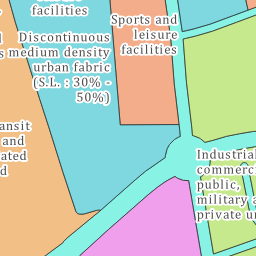 facilities
Sports and
leisure
facilities
Discontinuous
medium density
urban fabric
(S.L. : 30% -
50%)
ansit
and
ated
d
Industrial
commerc
public,
military a
private u